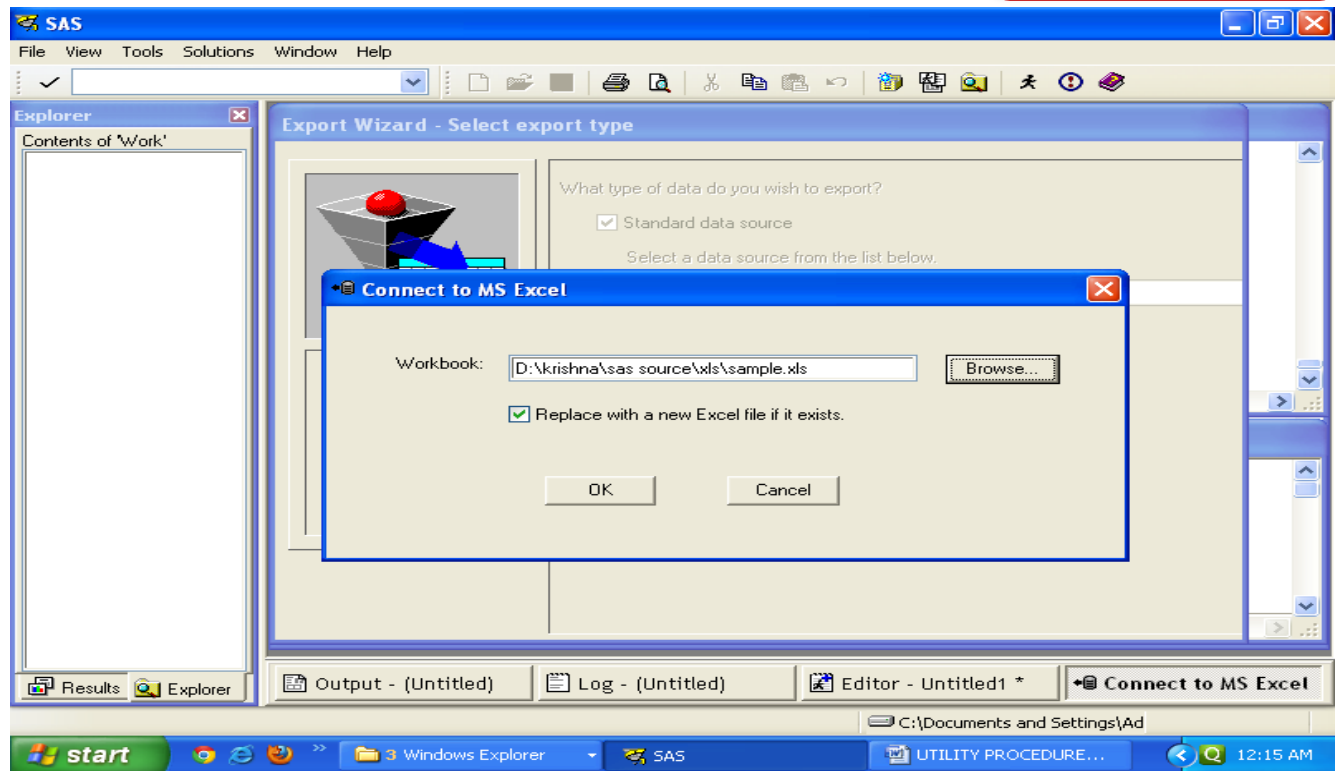 SAS
File View Tools Solutions Window Help
Explorer
Contents of 'Work'
Export Wizard - Select export type
What type of data do you wish to export?
Standard data source
Select a data source from the list below.
Connect to MS Excel
Workbook: D:\krishna\sas source\xls\sample.xls Browse...
Replace with a new Excel file if it exists.
OK Cancel
Results Explorer
Output - (Untitled) Log - (Untitled) Editor - Untitled1 * Connect to MS Excel
C:\Documents and Settings\Ad
start » 3 Windows Explorer SAS UTILITY PROCEDURE... Q 12:15 AM